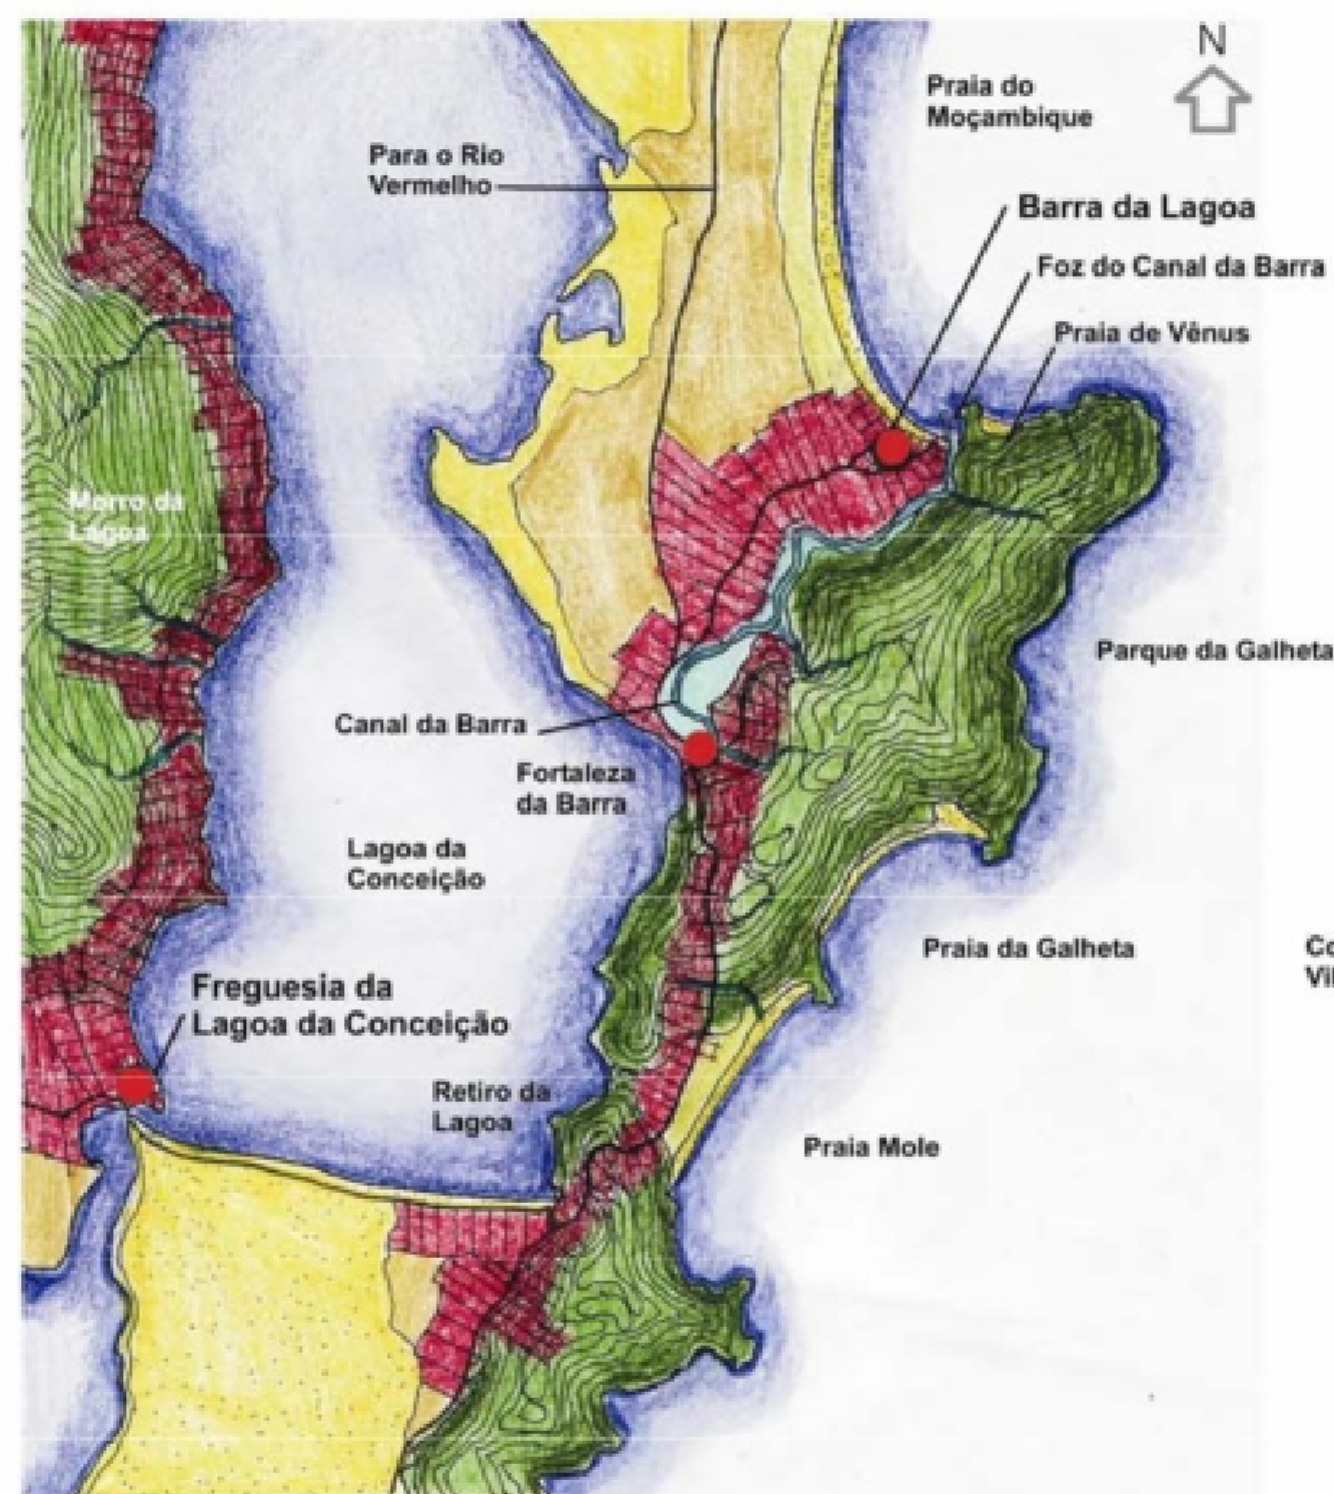 N
Praia do
Moçambique
Para o Rio
Vermelho
Barra da Lagoa
Foz do Canal da Barra
Praia de Vênus
Morro da
Lagoa
Parque da Galheta
Canal da Barra
Fortaleza
da Barra
Lagoa da
Conceição
Praia da Galheta
Co
Vil
Freguesia da
Lagoa da Conceição
Retiro da
Lagoa
Praia Mole